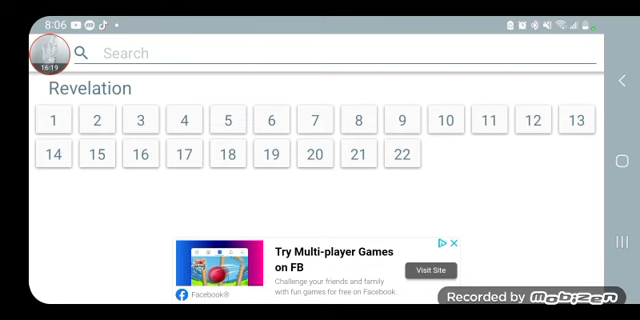 8:06
Search
16:19
Revelation
1 2 3 4 5 6 7 8 9 10 11 12 13
14 15 16 17 18 19 20 21 22
Try Multi-player Games
on FB
Challenge your friends and family
with fun games for free on Facebook.
Visit Site
Facebook®
Recorded by Mobizen